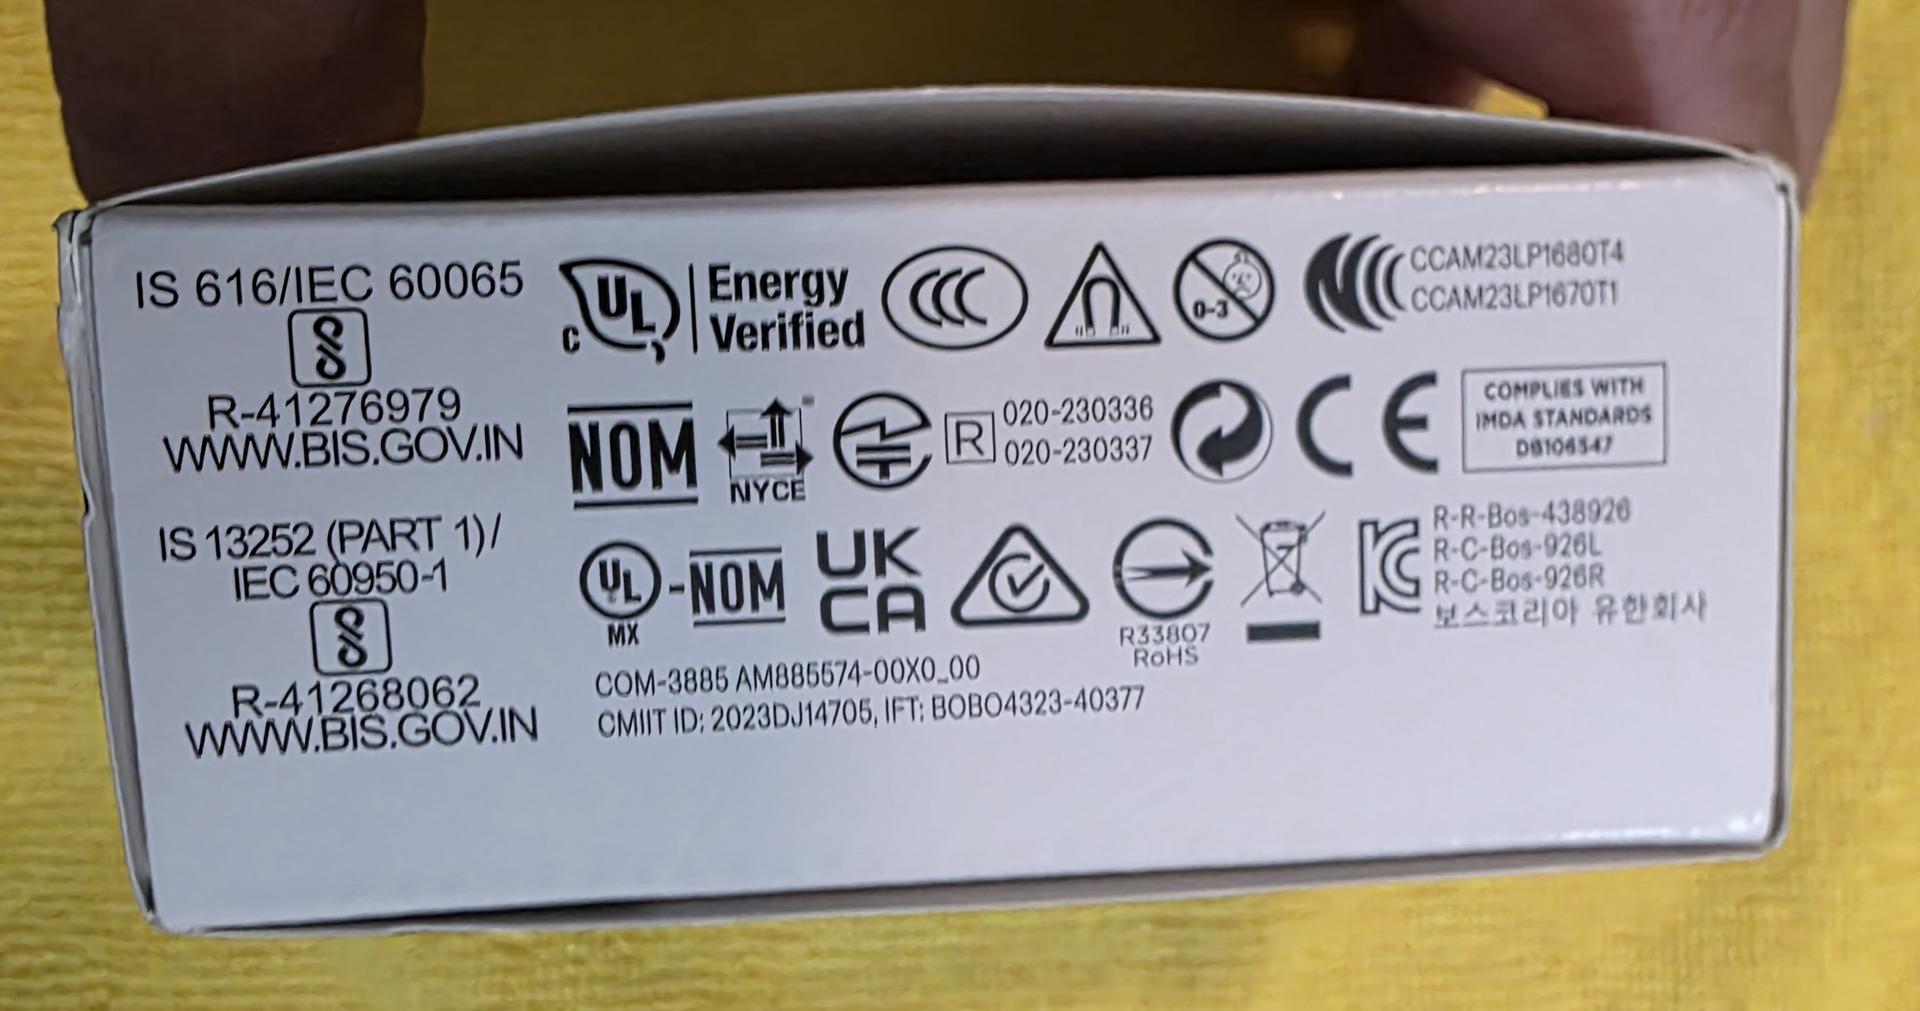 IS 616/IEC 60065
R-41276979
WWW.BIS.GOV.IN
IS 13252 (PART 1)/
IEC 60950-1
R-41268062
WWW.BIS.GOV.IN
c UL Energy
Verified
CCC
0-3
CCAM23LP1680T4
CCAM23LP1670T1
NOM
NYCE
R
020-230336
020-230337
CE
COMPLIES WITH
IMDA STANDARDS
DB106547
UL
MX
-NOM
UK
CA
R33807
RoHS
R-R-Bos-438926
R-C-Bos-926L
R-C-Bos-926R
보스코리아 유한회사
COM-3885 AM885574-00X0_00
CMIIT ID: 2023DJ14705, IFT: BOBO4323-40377